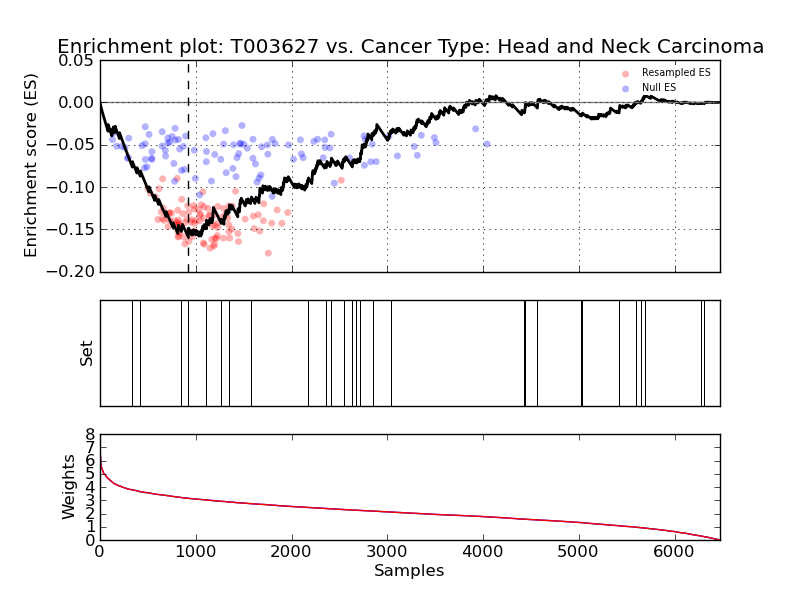 Enrichment plot: T003627 vs. Cancer Type: Head and Neck Carcinoma
0.05
0.00
−0.05
−0.10
−0.15
−0.20
Enrichment score (ES)
Resampled ES
Null ES
Set
8
7
6
5
4
3
2
1
0
Weights
0 1000 2000 3000 4000 5000 6000
Samples